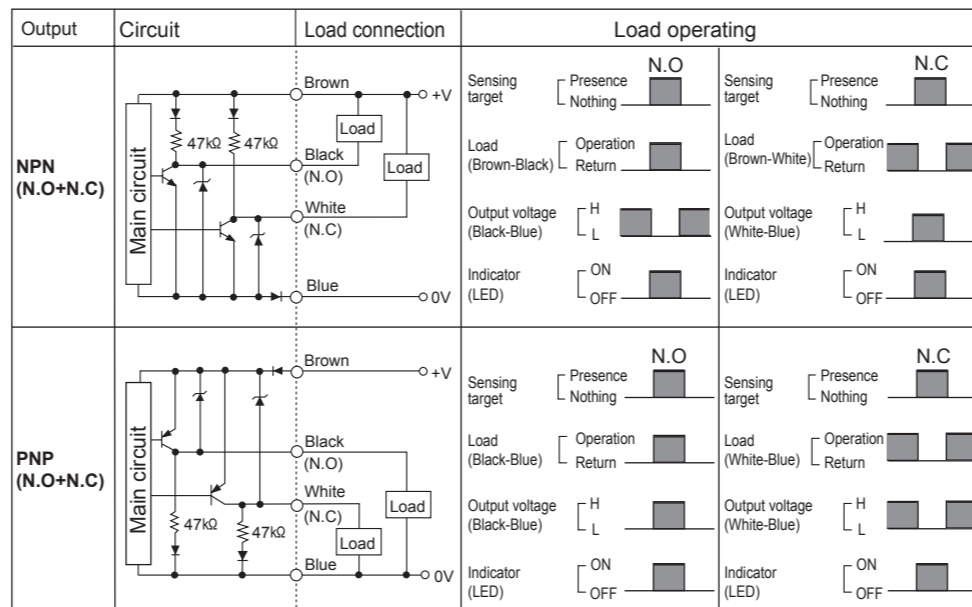 Output Circuit Load connection Load operating
NPN
(N.O+N.C)
Main circuit
47kΩ 47kΩ
Brown
+V
Load
Black
(N.O)
Load
White
(N.C)
Blue
0V
N.O
Sensing
target
Presence
Nothing
Load
(Brown-Black)
Operation
Return
Output voltage
(Black-Blue)
H
L
Indicator
(LED)
ON
OFF
N.C
Sensing
target
Presence
Nothing
Load
(Brown-White)
Operation
Return
Output voltage
(White-Blue)
H
L
Indicator
(LED)
ON
OFF
PNP
(N.O+N.C)
Main circuit
47kΩ
47kΩ
Brown
+V
Black
(N.O)
White
(N.C)
Load
Load
Blue
0V
N.O
Sensing
target
Presence
Nothing
Load
(Black-Blue)
Operation
Return
Output voltage
(Black-Blue)
H
L
Indicator
(LED)
ON
OFF
N.C
Sensing
target
Presence
Nothing
Load
(White-Blue)
Operation
Return
Output voltage
(White-Blue)
H
L
Indicator
(LED)
ON
OFF